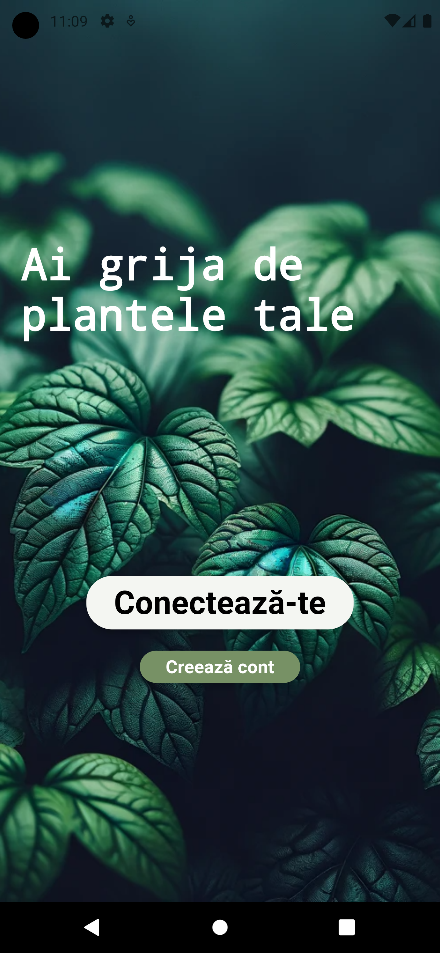 11:09
Ai grija de
plantele tale
Conectează-te
Creează cont